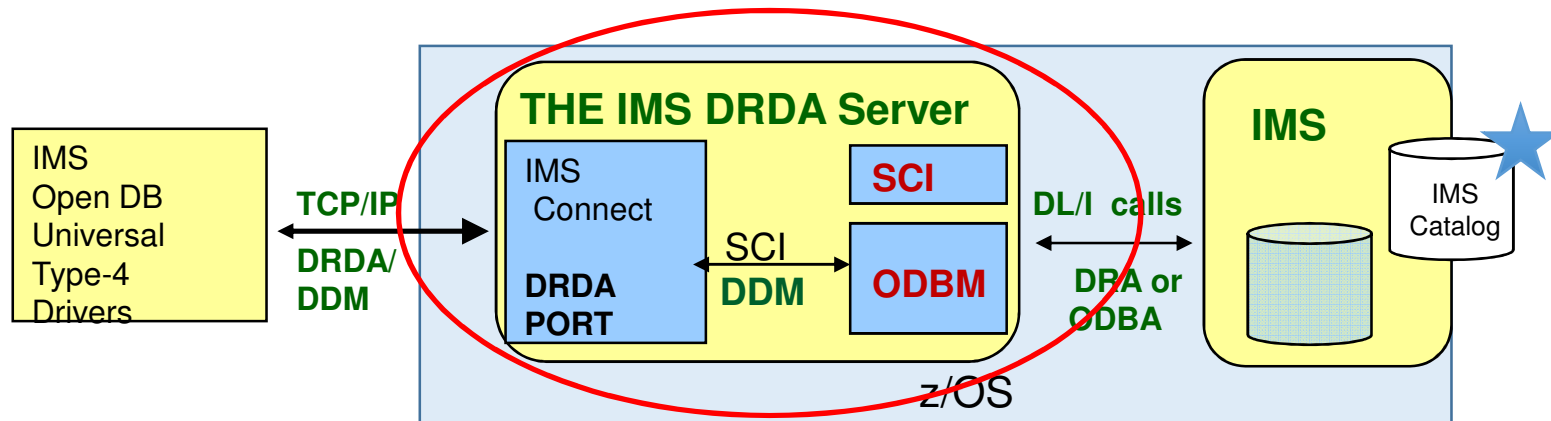 IMS
Open DB
Universal
Type-4
Drivers
TCP/IP
DRDA/
DDM
THE IMS DRDA Server
IMS
Connect
DRDA
PORT
SCI
DDM
SCI
ODBM
DL/I calls
DRA or
ODBA
IMS
IMS
Catalog
z/OS